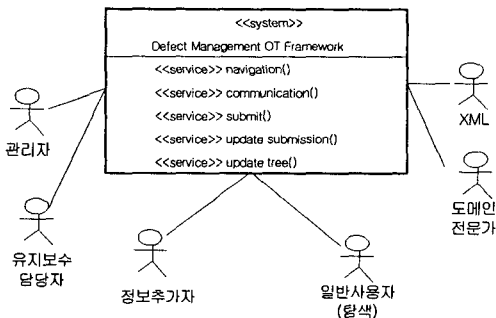 <<system>>
Defect Management OT Framework
<<service>> navigation()
<<service>> communication()
<<service>> submit()
<<service>> update submission()
<<service>> update tree()
관리자
XML
유지보수
담당자
도메인
전문가
정보추가자
일반사용자
(탐색)